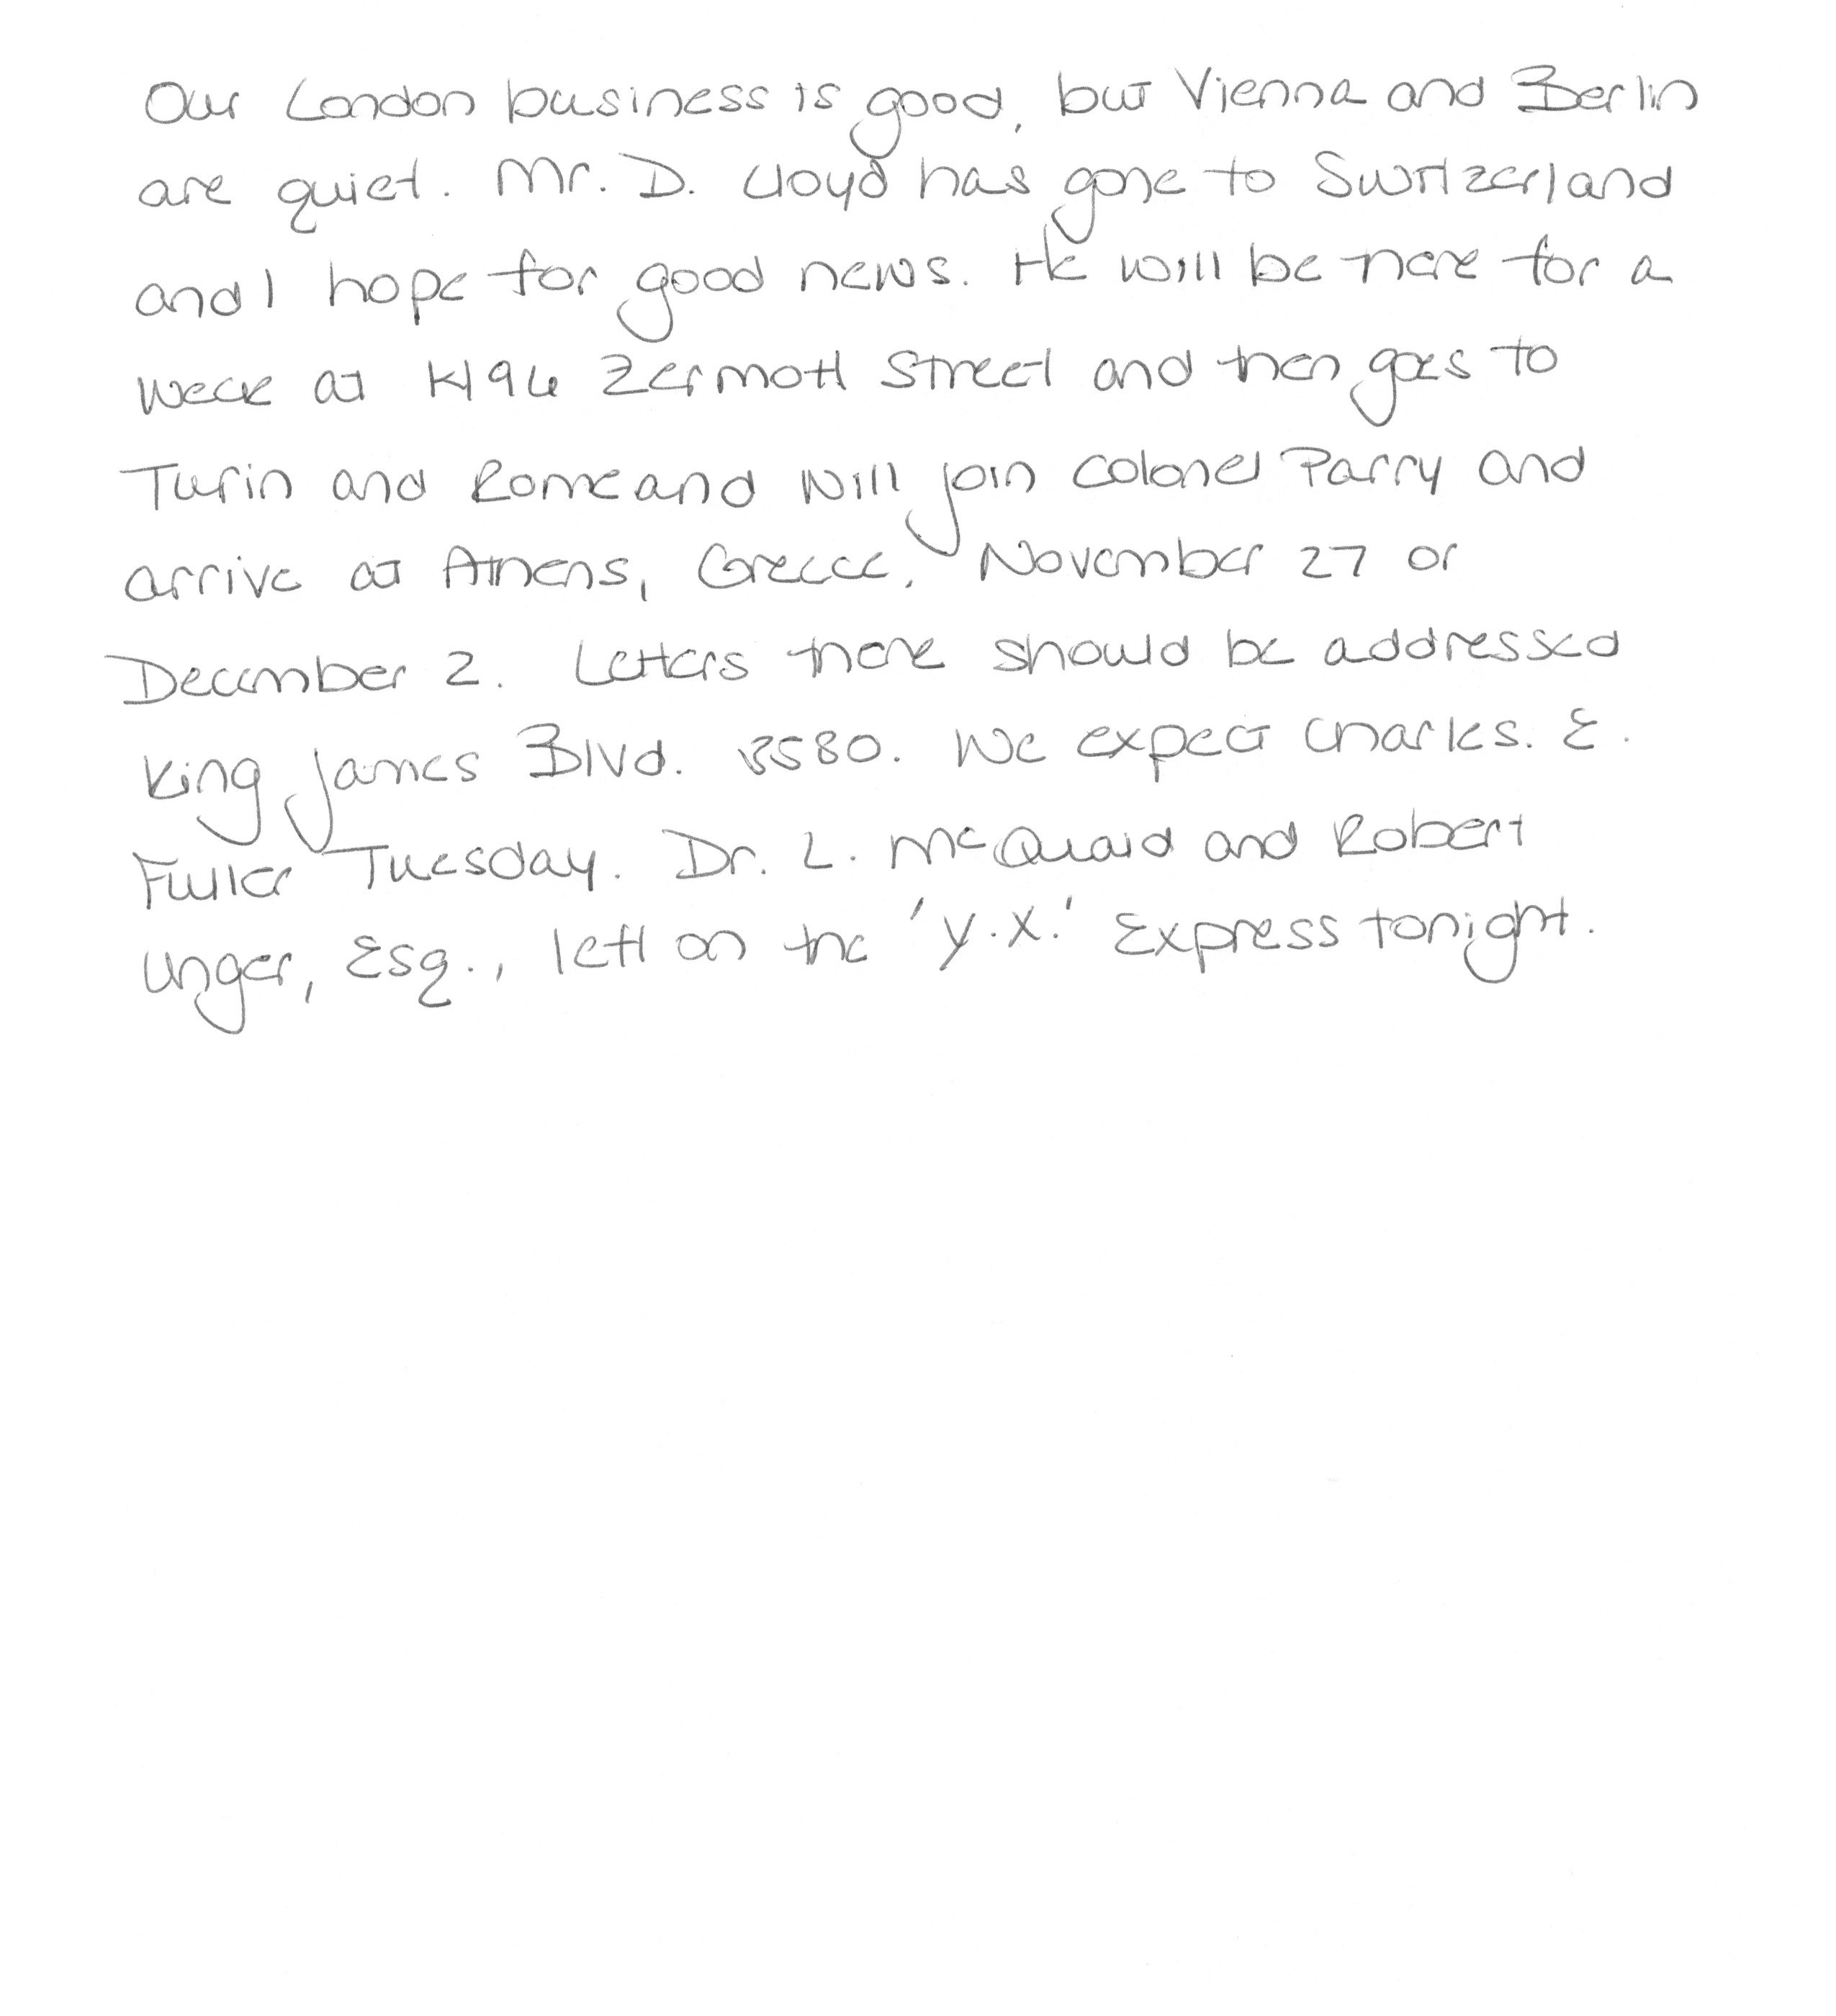 Our London business is good, but Vienna and Berlin
are quiet. Mr. D. Lloyd has gone to Switzerland
and I hope for good news. He will be there for a
week at K196 Zermott Street and then goes to
Turin and Rome and will join Colonel Parry and
arrive at Athens, Greece, November 27 or
December 2. Letters there should be addressed
King James Blvd. 3580. We expect Charles. E.
Fuller Tuesday. Dr. L. McQuaid and Robert
Unger, Esq., left on the 'Y.X.' Express tonight.